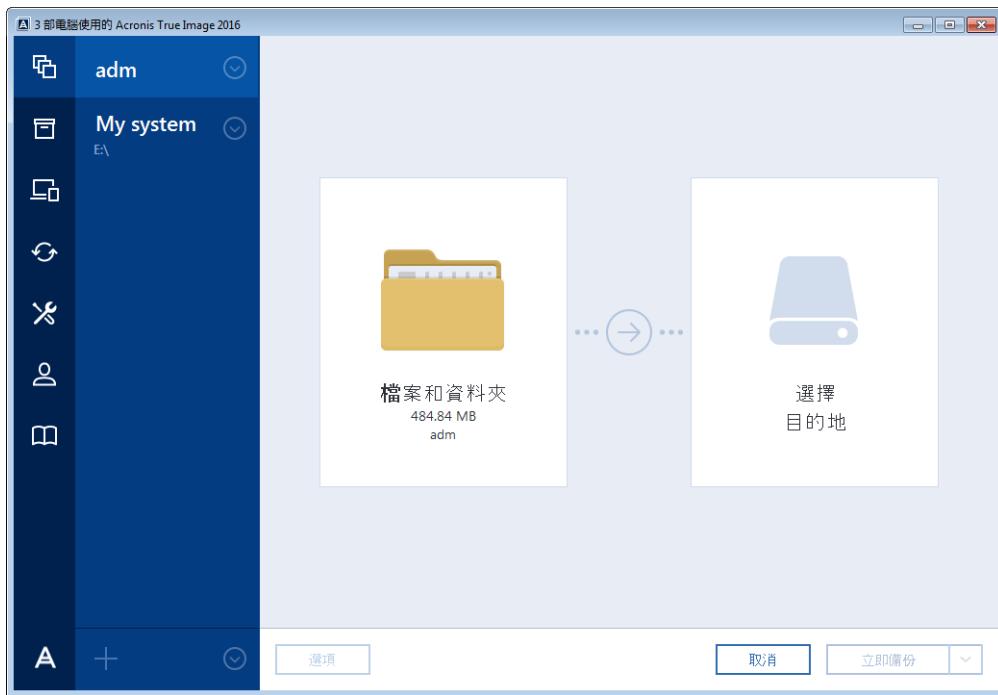 3 部電腦使用的 Acronis True Image 2016
adm
My system
E:\
檔案和資料夾
484.84 MB
adm
選擇
目的地
選項
取消
立即備份